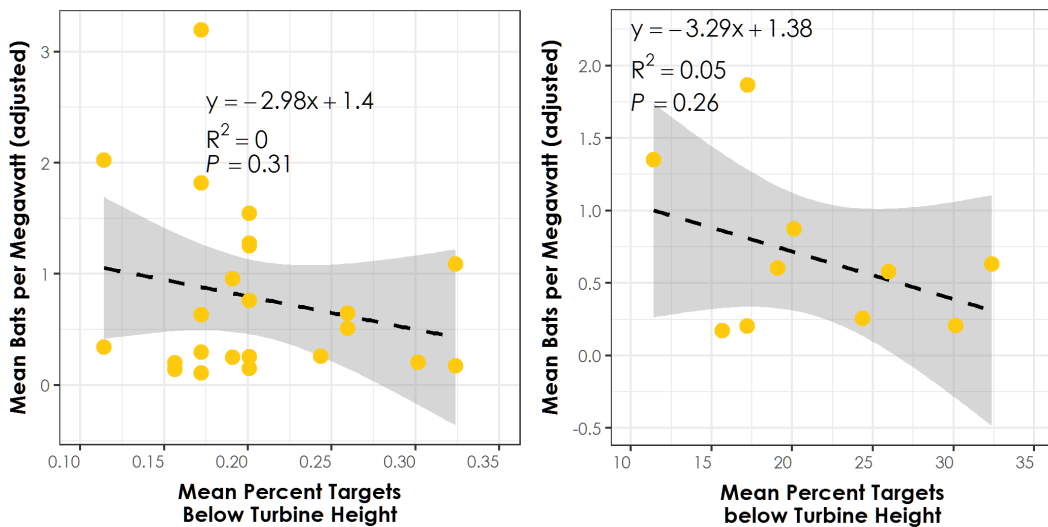 Mean Bats per Megawatt (adjusted)
3
2
1
0
y = −2.98x + 1.4
R² = 0
P = 0.31
0.10 0.15 0.20 0.25 0.30 0.35
Mean Percent Targets
Below Turbine Height
Mean Bats per Megawatt (adjusted)
2.0
1.5
1.0
0.5
0.0
-0.5
y = −3.29x + 1.38
R² = 0.05
P = 0.26
10 15 20 25 30 35
Mean Percent Targets
below Turbine Height